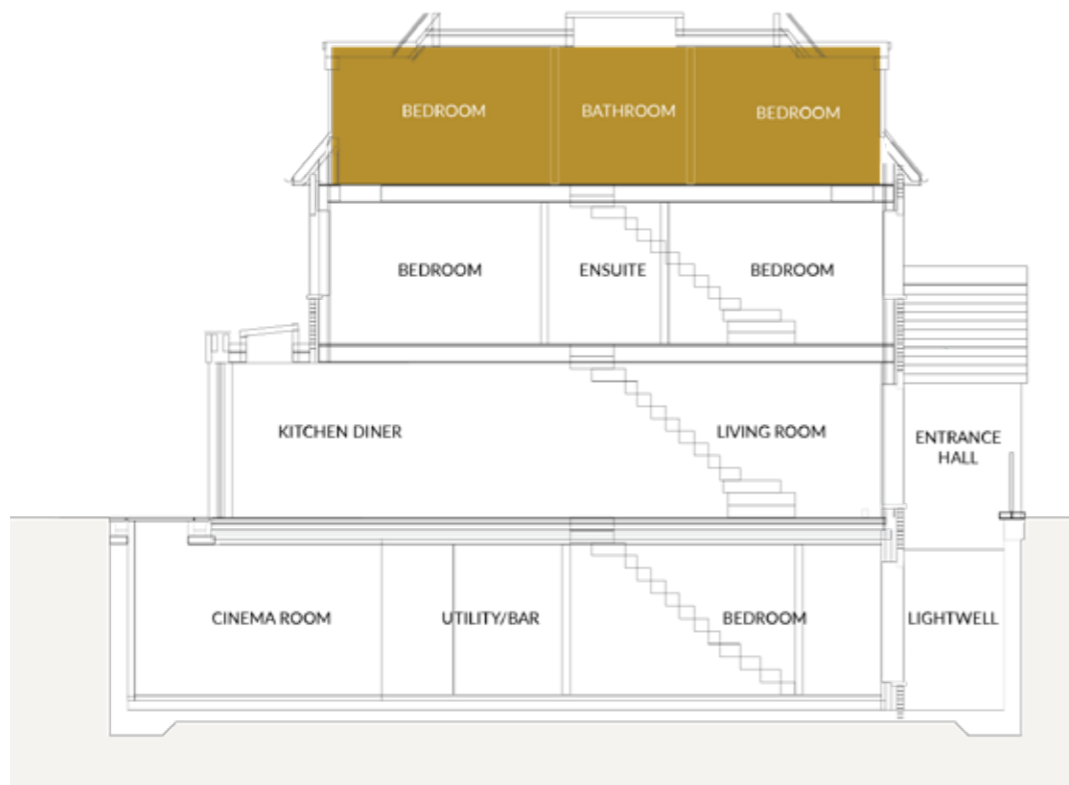 BEDROOM
BATHROOM
BEDROOM
BEDROOM
ENSUITE
BEDROOM
KITCHEN DINER
LIVING ROOM
ENTRANCE
HALL
CINEMA ROOM
UTILITY/BAR
BEDROOM
LIGHTWELL